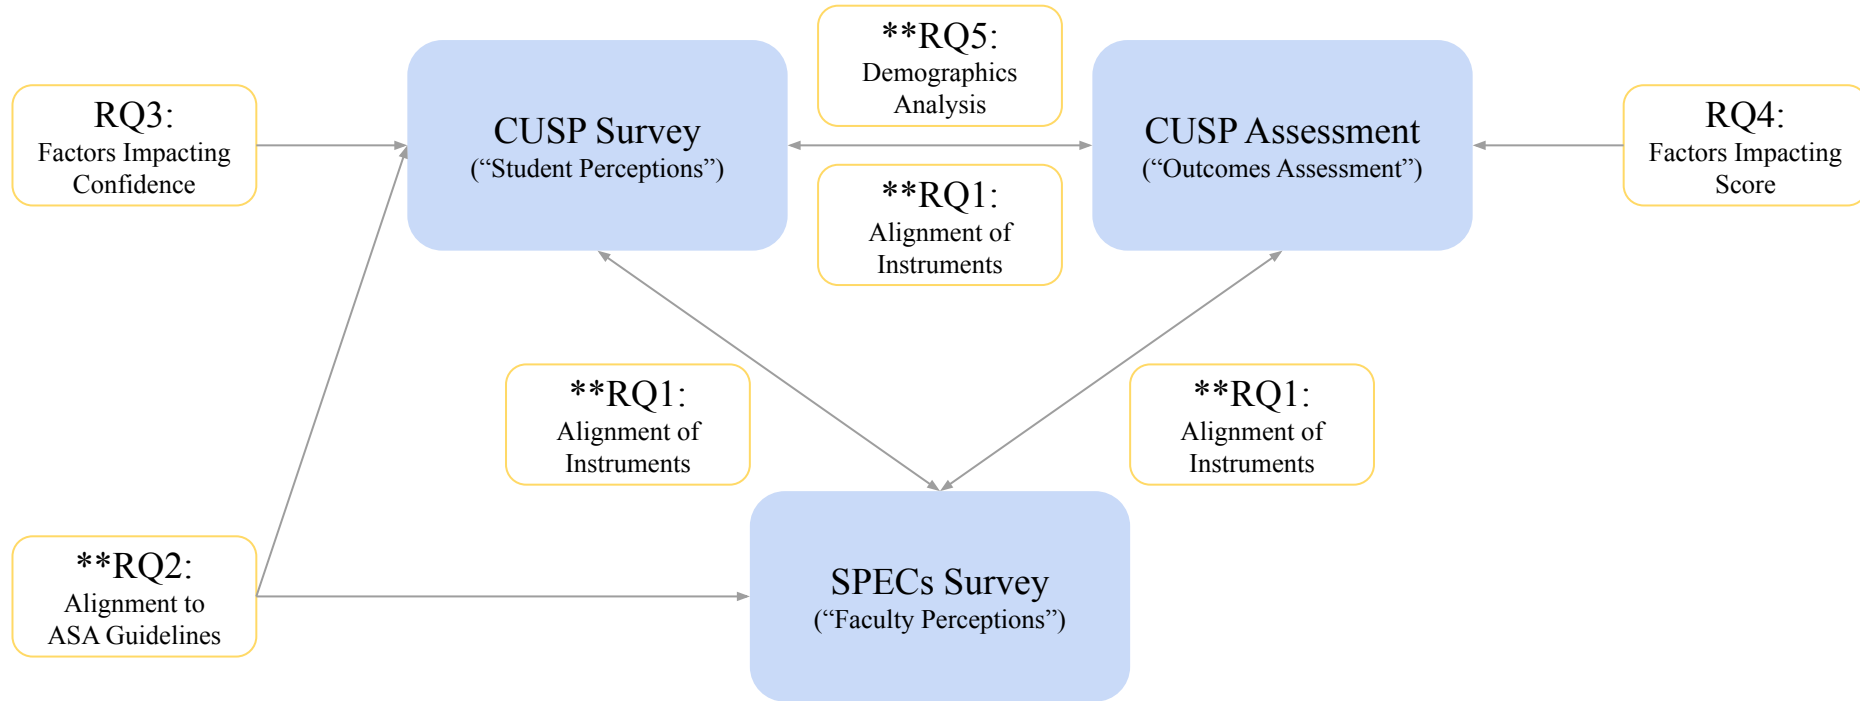 **RQ5:
Demographics
Analysis
RQ3:
Factors Impacting
Confidence
CUSP Survey
(“Student Perceptions”)
CUSP Assessment
(“Outcomes Assessment”)
RQ4:
Factors Impacting
Score
**RQ1:
Alignment of
Instruments
**RQ1:
Alignment of
Instruments
**RQ1:
Alignment of
Instruments
**RQ2:
Alignment to
ASA Guidelines
SPECs Survey
(“Faculty Perceptions”)